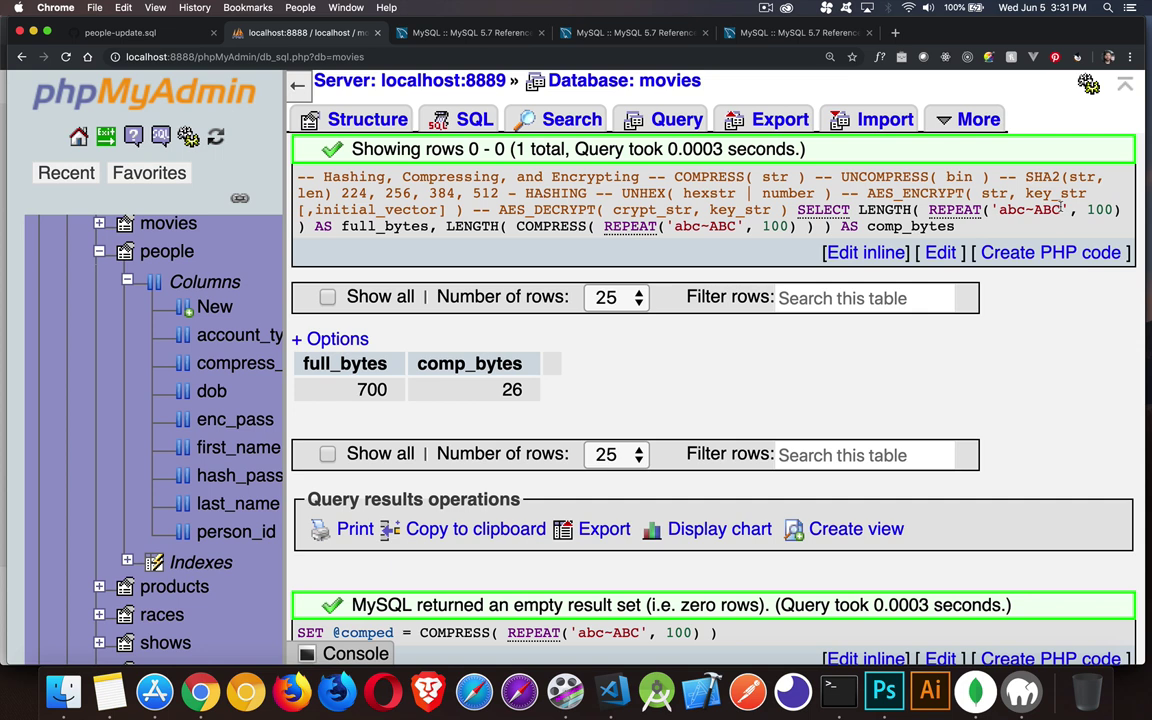 Chrome File Edit View History Bookmarks People Window Help 100% Wed Jun 5 3:31 PM
people-update.sql × localhost:8888 / localhost / mo × MySQL :: MySQL 5.7 Reference × MySQL :: MySQL 5.7 Reference × MySQL :: MySQL 5.7 Reference × +
localhost:8888/phpMyAdmin/db_sql.php?db=movies
phpMyAdmin
Recent Favorites
movies
people
Columns
New
account_ty
compress_
dob
enc_pass
first_name
hash_pass
last_name
person_id
Indexes
products
races
shows
Server: localhost:8889 » Database: movies
Structure SQL Search Query Export Import More
Showing rows 0 - 0 (1 total, Query took 0.0003 seconds.)
-- Hashing, Compressing, and Encrypting -- COMPRESS( str ) -- UNCOMPRESS( bin ) -- SHA2(str,
len) 224, 256, 384, 512 - HASHING -- UNHEX( hexstr | number ) -- AES_ENCRYPT( str, key_str
[,initial_vector] ) -- AES_DECRYPT( crypt_str, key_str ) SELECT LENGTH( REPEAT('abc~ABC', 100)
) AS full_bytes, LENGTH( COMPRESS( REPEAT('abc~ABC', 100) ) ) AS comp_bytes
[Edit inline] [ Edit ] [ Create PHP code ]
Show all | Number of rows: 25 Filter rows: Search this table
+ Options
full_bytes comp_bytes
700 26
Show all | Number of rows: 25 Filter rows: Search this table
Query results operations
Print Copy to clipboard Export Display chart Create view
MySQL returned an empty result set (i.e. zero rows). (Query took 0.0003 seconds.)
SET @comped = COMPRESS( REPEAT('abc~ABC', 100) )
[Edit inline] [ Edit ] [ Create PHP code ]
Console
Ps Ai